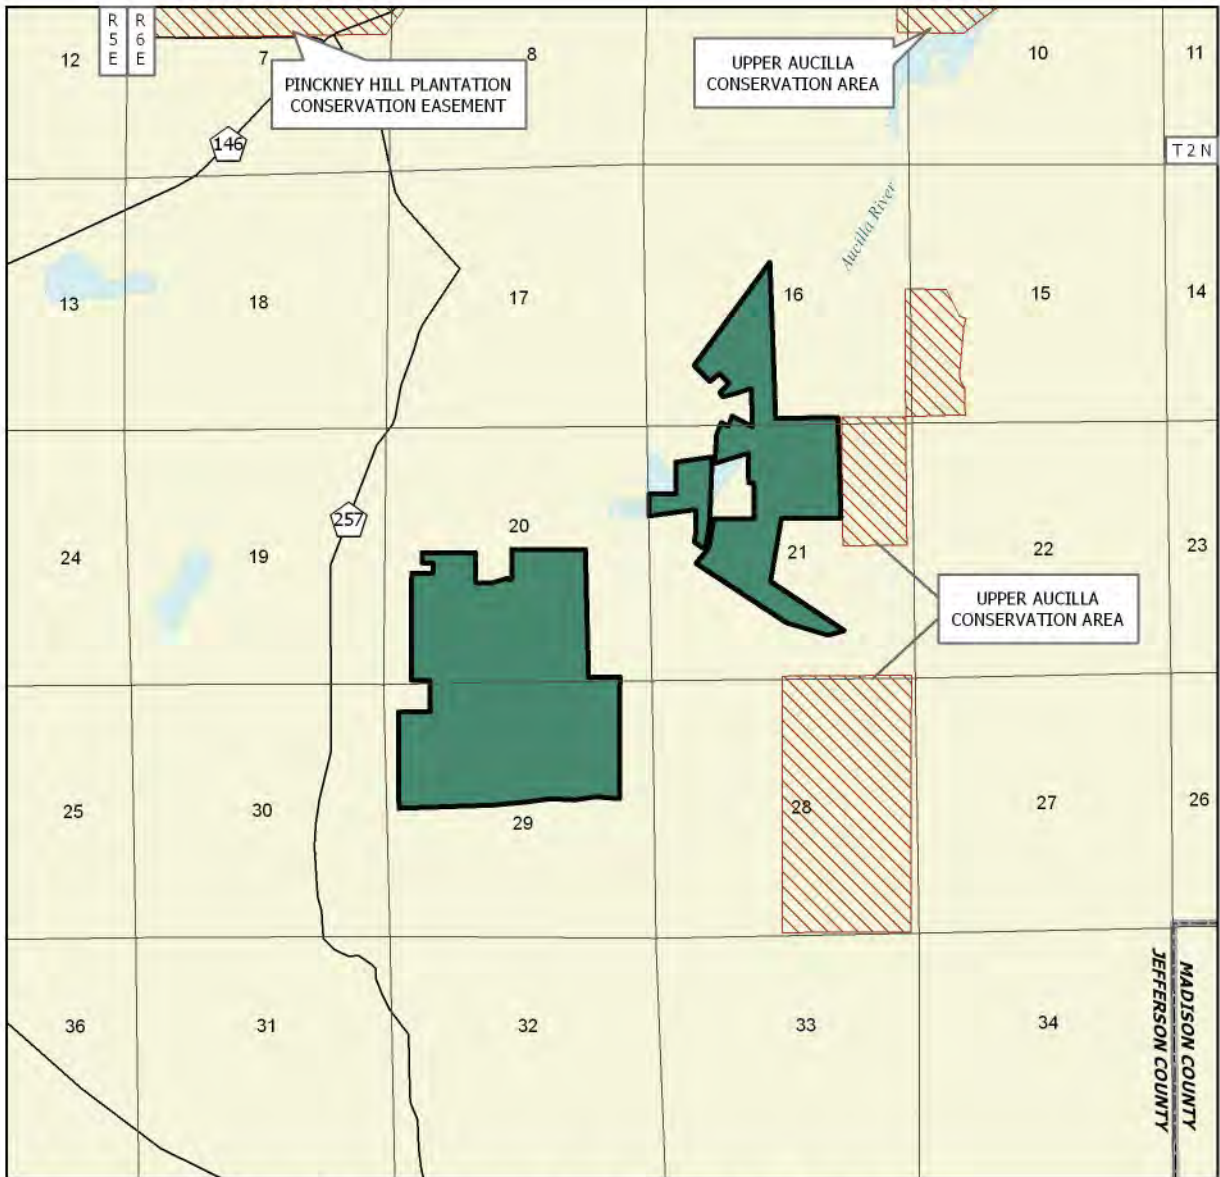 R
5
E
R
6
E
12
7
8
10
11
PINCKNEY HILL PLANTATION
CONSERVATION EASEMENT
UPPER AUCILLA
CONSERVATION AREA
146
T 2 N
Aucilla River
13
18
17
16
15
14
257
24
19
20
21
22
23
UPPER AUCILLA
CONSERVATION AREA
25
30
29
28
27
26
36
31
32
33
34
MADISON COUNTY
JEFFERSON COUNTY